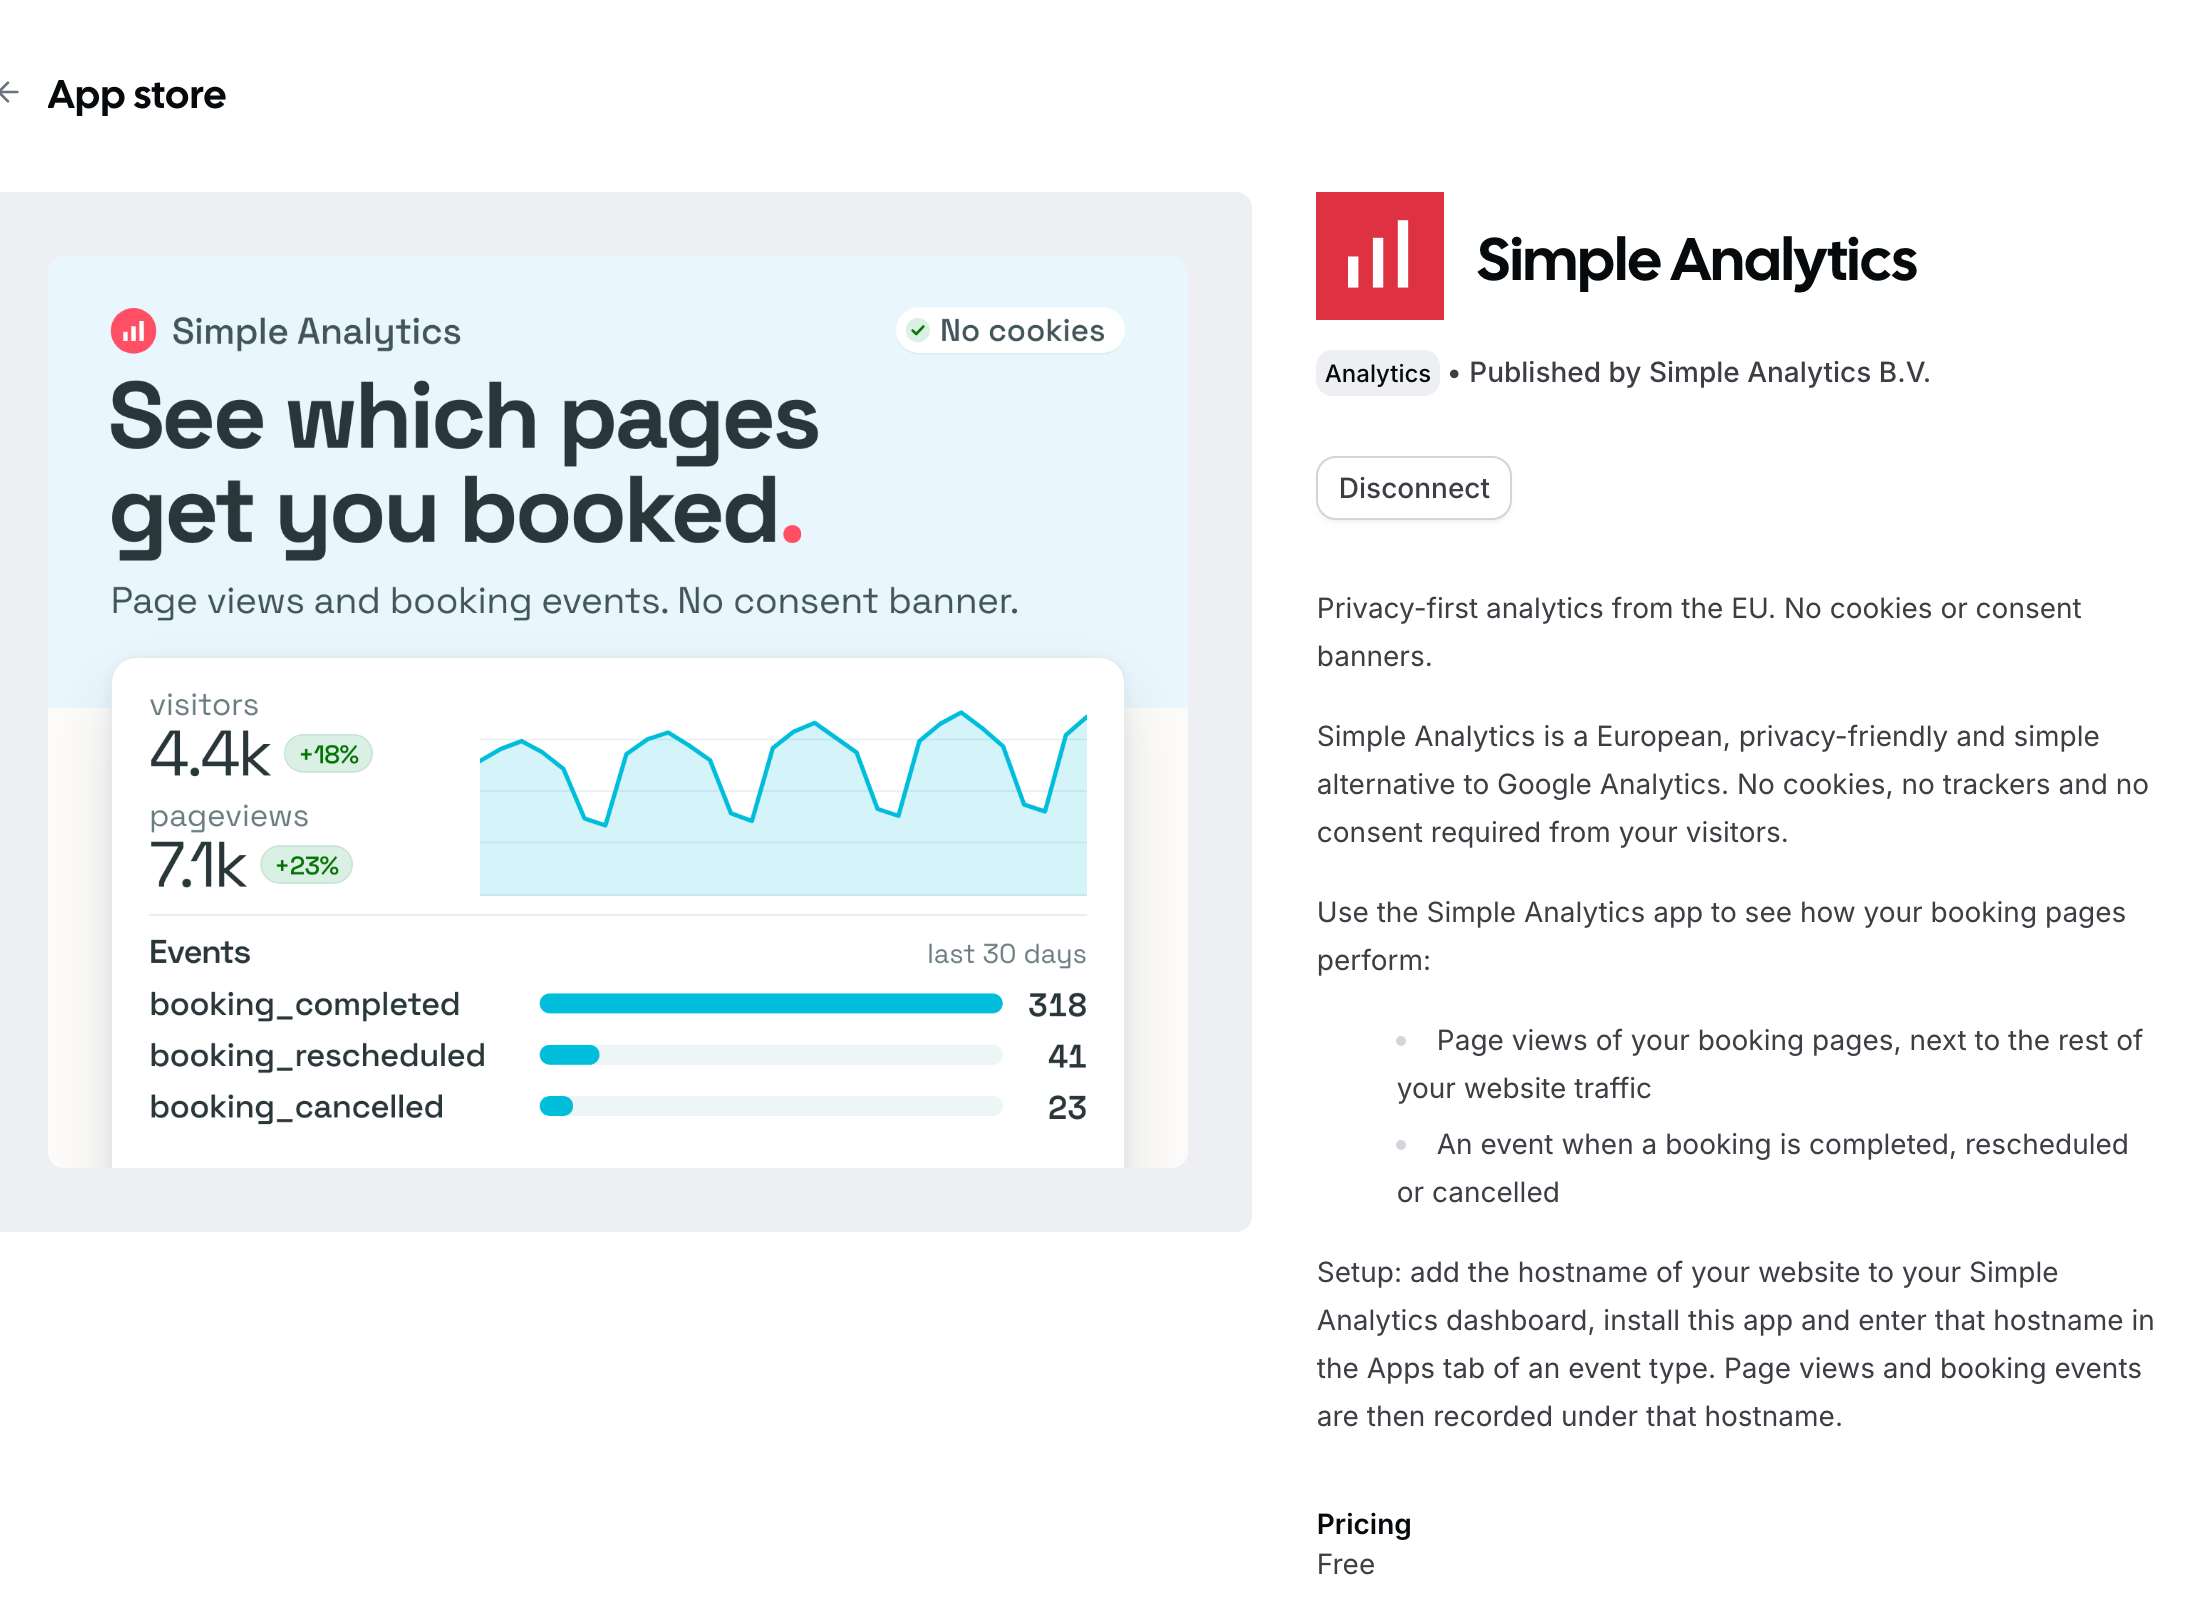 App store
Simple Analytics
No cookies
See which pages
get you booked.
Page views and booking events. No consent banner.
visitors
4.4k +18%
pageviews
7.1k +23%
Events
last 30 days
booking_completed 318
booking_rescheduled 41
booking_cancelled 23
Simple Analytics
Analytics • Published by Simple Analytics B.V.
Disconnect
Privacy-first analytics from the EU. No cookies or consent
banners.
Simple Analytics is a European, privacy-friendly and simple
alternative to Google Analytics. No cookies, no trackers and no
consent required from your visitors.
Use the Simple Analytics app to see how your booking pages
perform:
• Page views of your booking pages, next to the rest of
your website traffic
• An event when a booking is completed, rescheduled
or cancelled
Setup: add the hostname of your website to your Simple
Analytics dashboard, install this app and enter that hostname in
the Apps tab of an event type. Page views and booking events
are then recorded under that hostname.
Pricing
Free